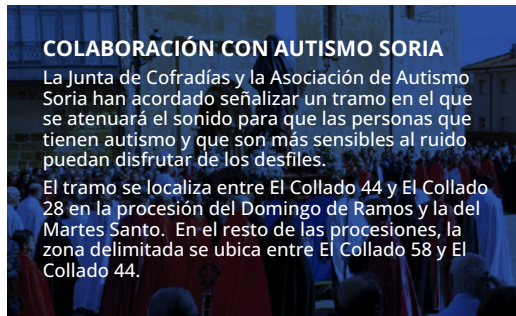 COLABORACIÓN CON AUTISMO SORIA
La Junta de Cofradías y la Asociación de Autismo
Soria han acordado señalizar un tramo en el que
se atenuará el sonido para que las personas que
tienen autismo y que son más sensibles al ruido
puedan disfrutar de los desfiles.
El tramo se localiza entre El Collado 44 y El Collado
28 en la procesión del Domingo de Ramos y la del
Martes Santo.  En el resto de las procesiones, la
zona delimitada se ubica entre El Collado 58 y El
Collado 44.